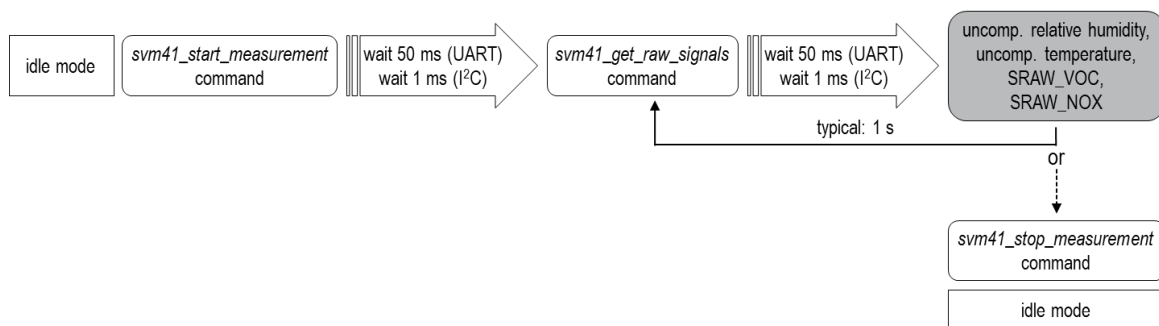 idle mode
svm41_start_measurement
command
wait 50 ms (UART)
wait 1 ms (I²C)
svm41_get_raw_signals
command
wait 50 ms (UART)
wait 1 ms (I²C)
uncomp. relative humidity,
uncomp. temperature,
SRAW_VOC,
SRAW_NOX
typical: 1 s
or
svm41_stop_measurement
command
idle mode